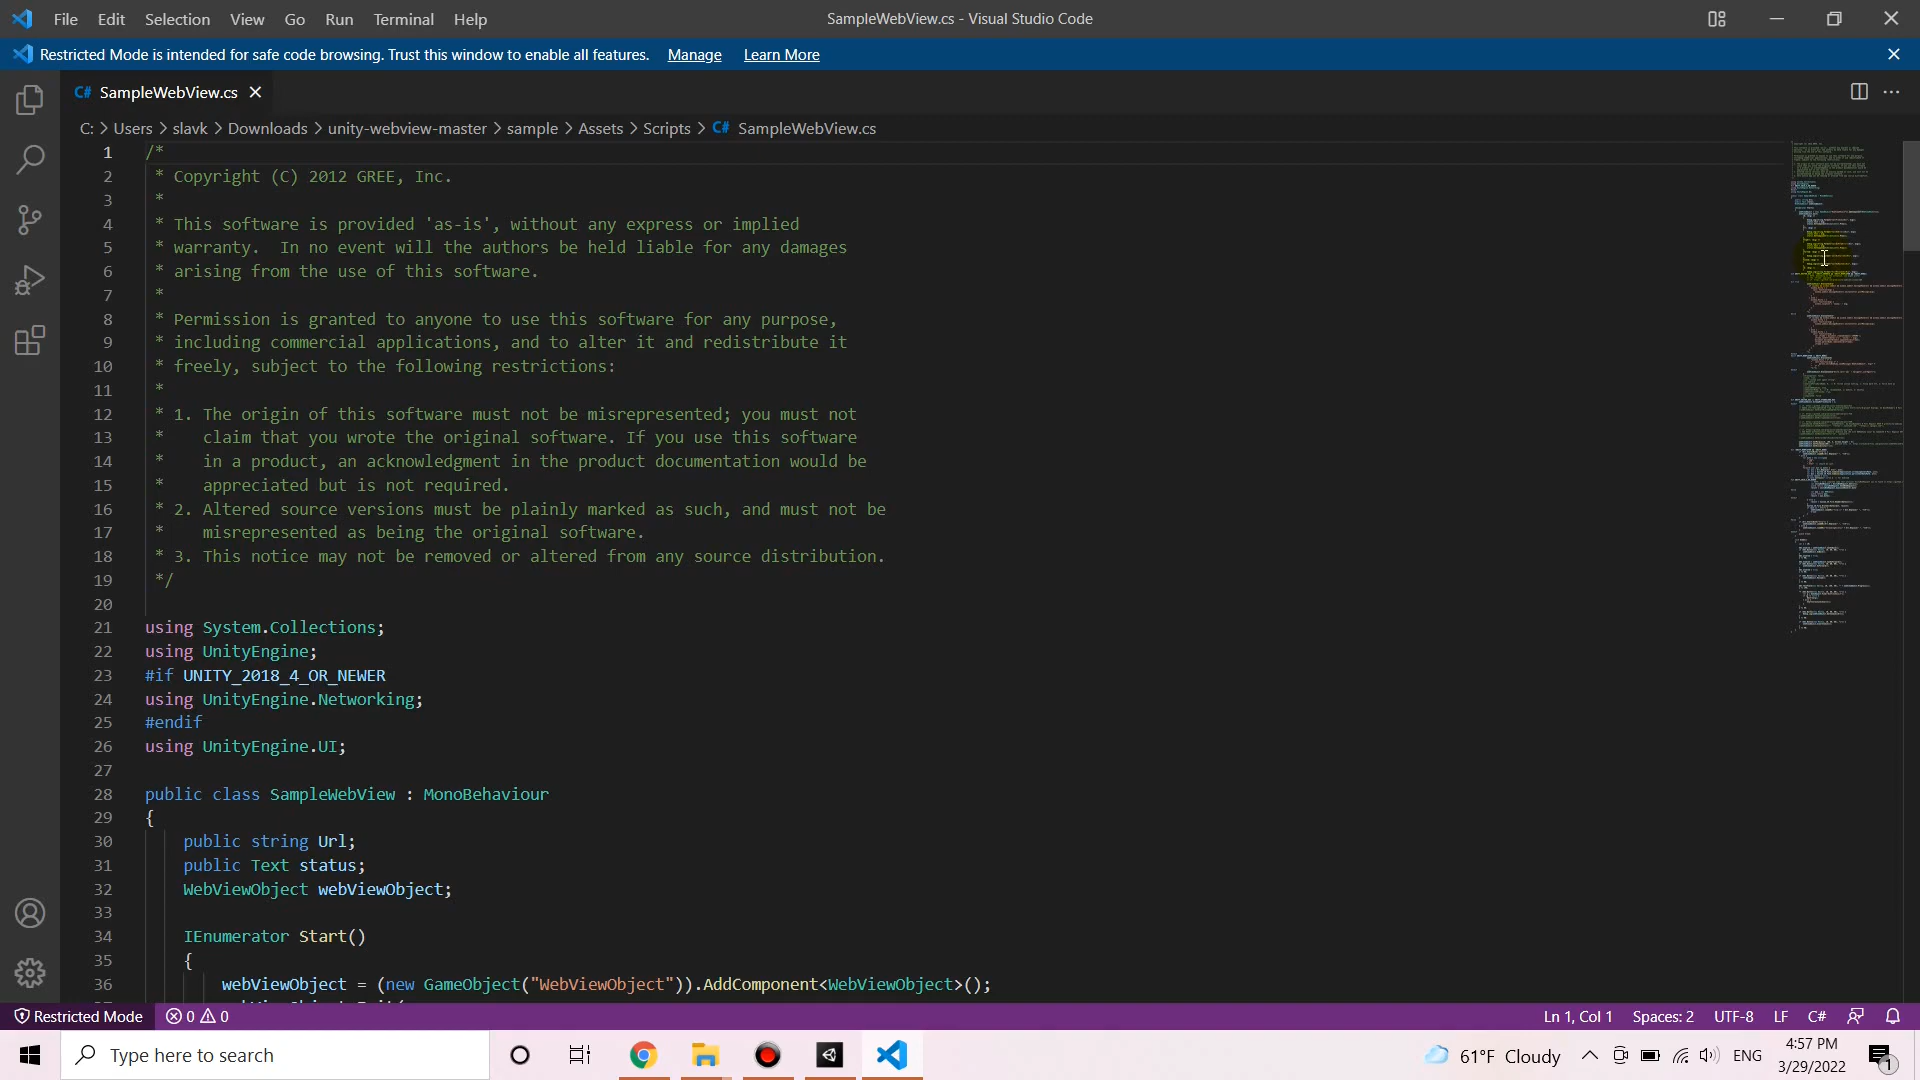 File Edit Selection View Go Run Terminal Help SampleWebView.cs - Visual Studio Code
Restricted Mode is intended for safe code browsing. Trust this window to enable all features. Manage Learn More
C# SampleWebView.cs
C: > Users > slavk > Downloads > unity-webview-master > sample > Assets > Scripts > C# SampleWebView.cs
1 /*
2 * Copyright (C) 2012 GREE, Inc.
3 *
4 * This software is provided 'as-is', without any express or implied
5 * warranty.  In no event will the authors be held liable for any damages
6 * arising from the use of this software.
7 *
8 * Permission is granted to anyone to use this software for any purpose,
9 * including commercial applications, and to alter it and redistribute it
10 * freely, subject to the following restrictions:
11 *
12 * 1. The origin of this software must not be misrepresented; you must not
13 *    claim that you wrote the original software. If you use this software
14 *    in a product, an acknowledgment in the product documentation would be
15 *    appreciated but is not required.
16 * 2. Altered source versions must be plainly marked as such, and must not be
17 *    misrepresented as being the original software.
18 * 3. This notice may not be removed or altered from any source distribution.
19 */
20
21 using System.Collections;
22 using UnityEngine;
23 #if UNITY_2018_4_OR_NEWER
24 using UnityEngine.Networking;
25 #endif
26 using UnityEngine.UI;
27
28 public class SampleWebView : MonoBehaviour
29 {
30 public string Url;
31 public Text status;
32 WebViewObject webViewObject;
33
34 IEnumerator Start()
35 {
36 webViewObject = (new GameObject("WebViewObject")).AddComponent<WebViewObject>();
Restricted Mode 0 0 Ln 1, Col 1 Spaces: 2 UTF-8 LF C#
Type here to search 61°F Cloudy ENG 4:57 PM
3/29/2022 1